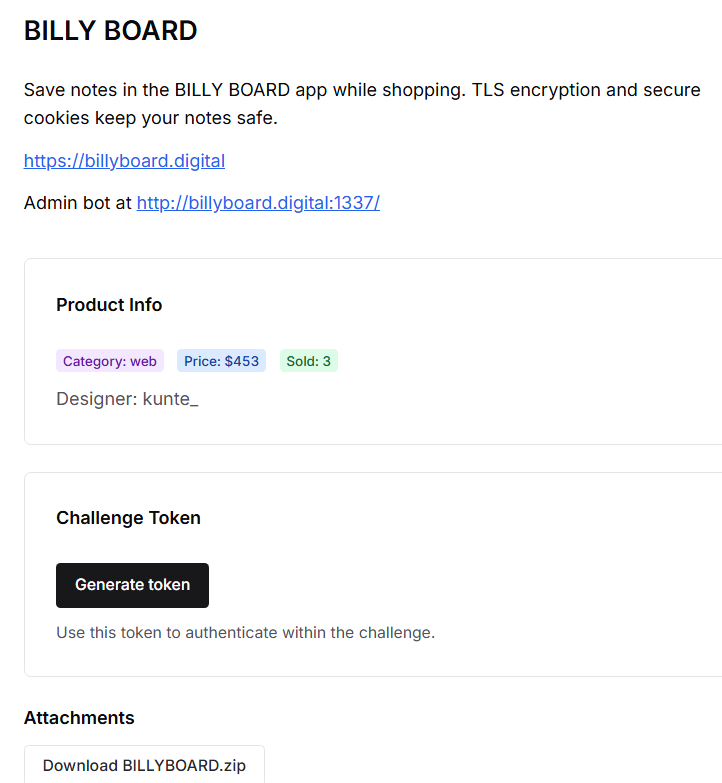 BILLY BOARD
Save notes in the BILLY BOARD app while shopping. TLS encryption and secure
cookies keep your notes safe.
https://billyboard.digital
Admin bot at http://billyboard.digital:1337/
Product Info
Category: web Price: $453 Sold: 3
Designer: kunte_
Challenge Token
Generate token
Use this token to authenticate within the challenge.
Attachments
Download BILLYBOARD.zip